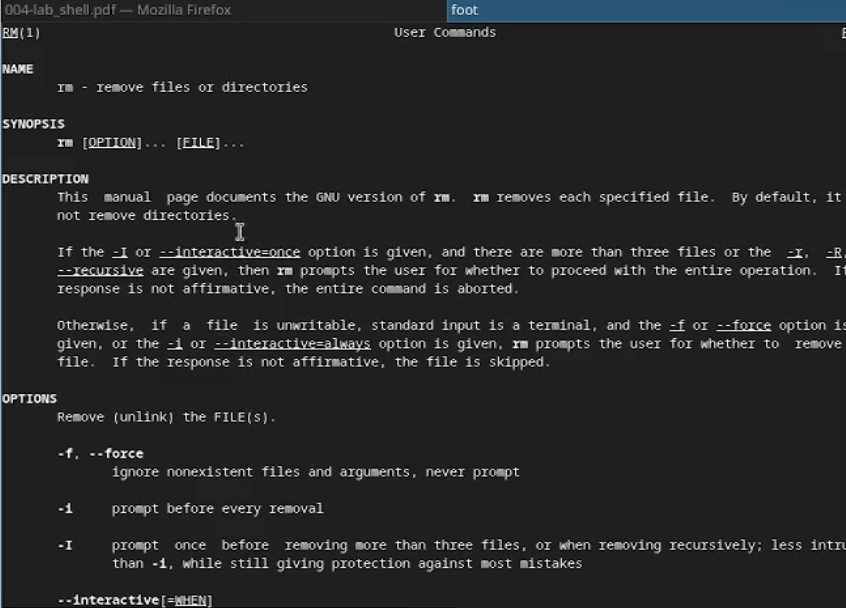 004-lab_shell.pdf — Mozilla Firefox
foot
RM(1) User Commands
NAME
rm - remove files or directories
SYNOPSIS
rm [OPTION]... [FILE]...
DESCRIPTION
This manual page documents the GNU version of rm. rm removes each specified file. By default, it
not remove directories.
If the -I or --interactive=once option is given, and there are more than three files or the -r, -R,
--recursive are given, then rm prompts the user for whether to proceed with the entire operation. If
response is not affirmative, the entire command is aborted.
Otherwise, if a file is unwritable, standard input is a terminal, and the -f or --force option is
given, or the -i or --interactive=always option is given, rm prompts the user for whether to remove
file. If the response is not affirmative, the file is skipped.
OPTIONS
Remove (unlink) the FILE(s).
-f, --force
ignore nonexistent files and arguments, never prompt
-i prompt before every removal
-I prompt once before removing more than three files, or when removing recursively; less intru
than -i, while still giving protection against most mistakes
--interactive[=WHEN]